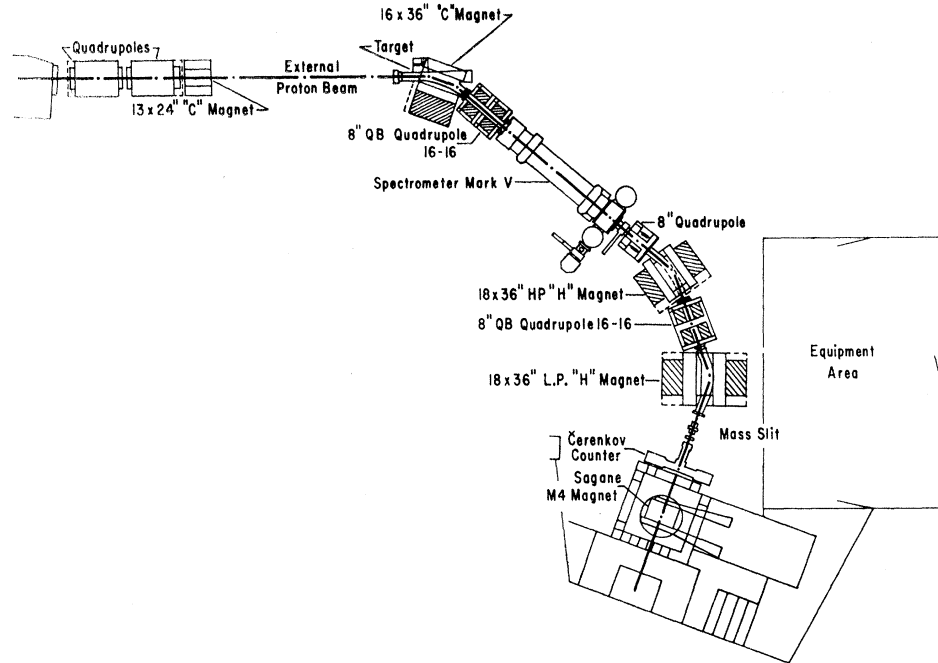 16 x 36" "C" Magnet
Quadrupoles
Target
External
Proton Beam
13 x 24" "C" Magnet
8" QB Quadrupole
16-16
Spectrometer Mark V
8" Quadrupole
18 x 36" HP "H" Magnet
8" QB Quadrupole 16-16
Equipment
Area
18 x 36" L.P. "H" Magnet
Mass Slit
Čerenkov
Counter
Sagane
M4 Magnet